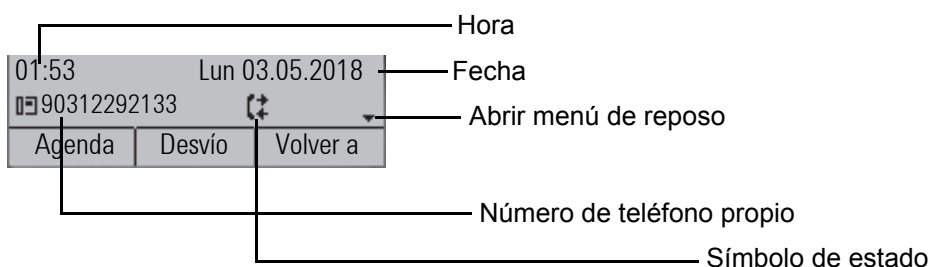 Hora
01:53 Lun 03.05.2018
Fecha
90312292133
Abrir menú de reposo
Agenda Desvío Volver a
Número de teléfono propio
Símbolo de estado